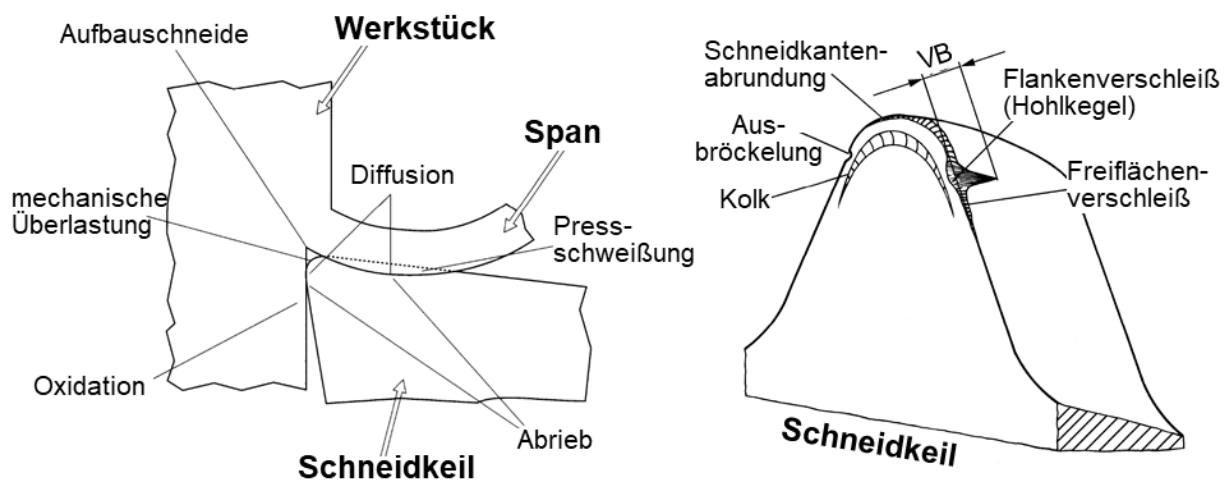 Aufbauschneide
Werkstück
Span
Diffusion
mechanische
Überlastung
Press-
schweißung
Oxidation
Abrieb
Schneidkeil
Schneidkanten-
abrundung
VB
Flankenverschleiß
(Hohlkegel)
Aus-
bröckelung
Kolk
Freiflächen-
verschleiß
Schneidkeil